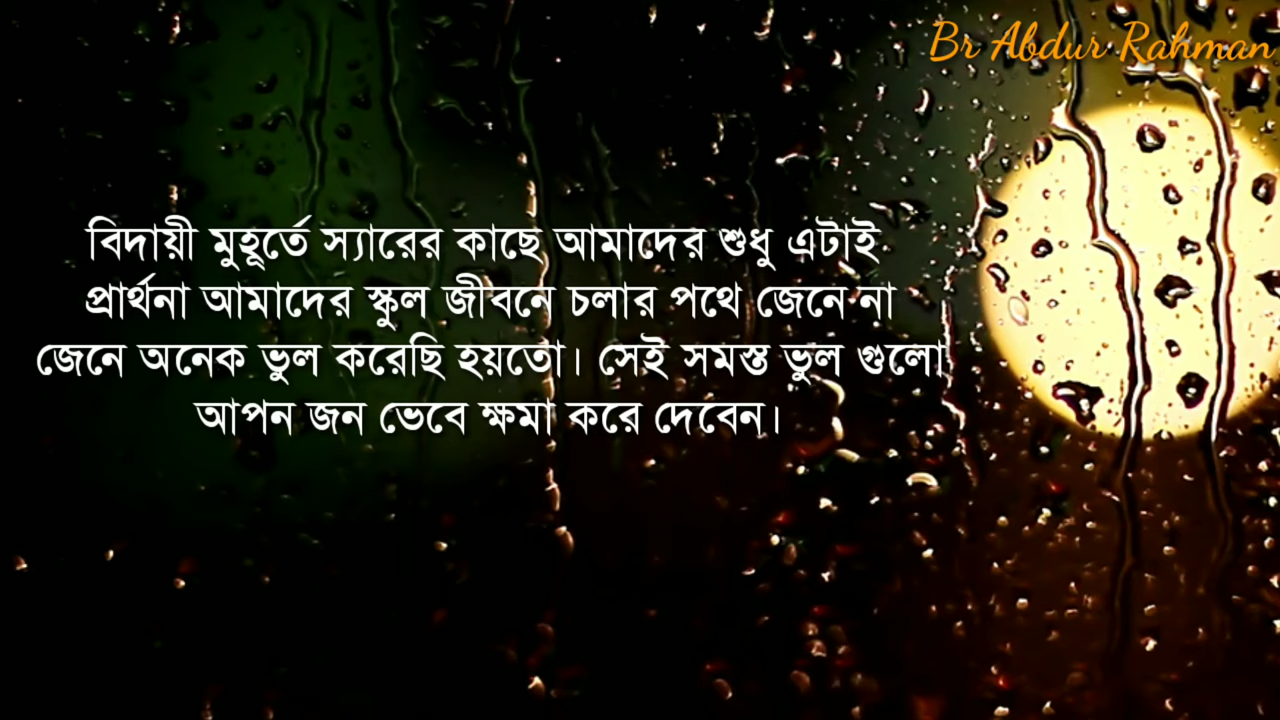 Br Abdur Rahman
বিদায়ী মুহূর্তে স্যারের কাছে আমাদের শুধু এটাই
প্রার্থনা আমাদের স্কুল জীবনে চলার পথে জেনে না
জেনে অনেক ভুল করেছি হয়তো। সেই সমস্ত ভুল গুলো
আপন জন ভেবে ক্ষমা করে দেবেন।